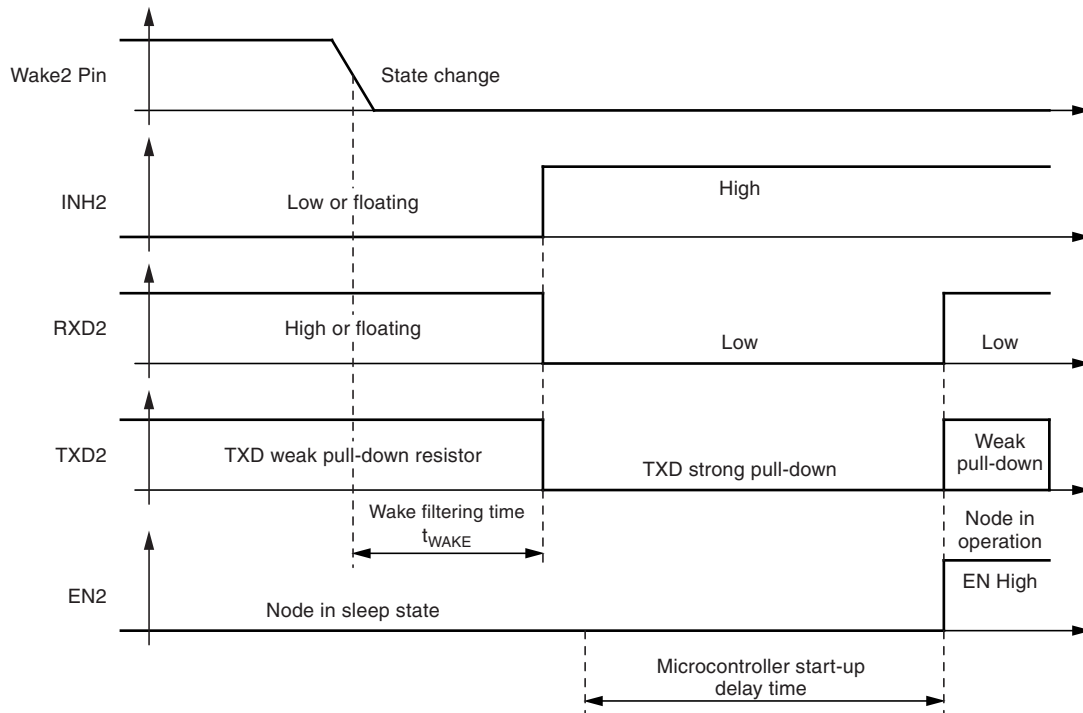 Wake2 Pin
State change
INH2
Low or floating
High
RXD2
High or floating
Low
Low
TXD2
TXD weak pull-down resistor
TXD strong pull-down
Weak
pull-down
Wake filtering time
tWAKE
Node in
operation
EN2
Node in sleep state
EN High
Microcontroller start-up
delay time